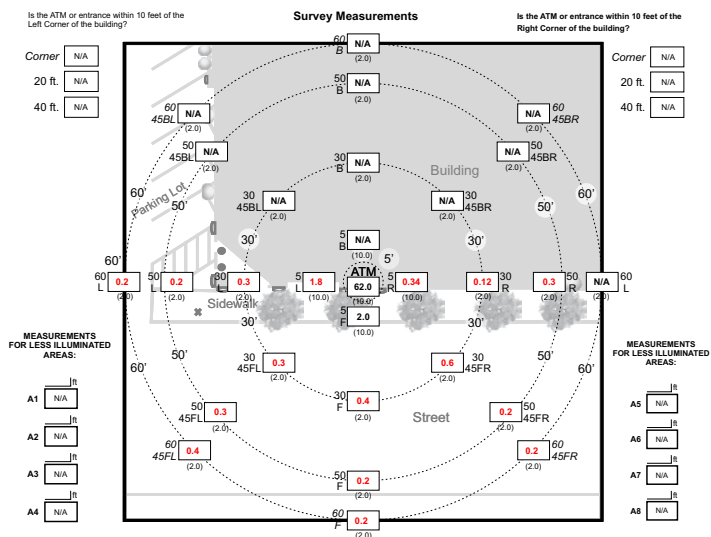 Survey Measurements
Is the ATM or entrance within 10 feet of the
Left Corner of the building?
Corner N/A
20 ft. N/A
40 ft. N/A
Is the ATM or entrance within 10 feet of the
Right Corner of the building?
Corner N/A
20 ft. N/A
40 ft. N/A
60 B N/A (2.0)
50 B N/A (2.0)
60 45BL N/A (2.0)
N/A 60 45BR (2.0)
50 45BL N/A (2.0)
N/A 50 45BR (2.0)
30 B N/A (2.0)
Building
30 45BL N/A (2.0)
N/A 30 45BR (2.0)
60’
50’
Parking Lot
30’
5 B N/A (10.0)
5’
30’
50’
60’
60’
ATM
60 L 0.2 (2.0)
50 L 0.2 (2.0)
30 L 0.3 (2.0)
5 L 1.8 (10.0)
62.0 (10.0)
5 R 0.34 (10.0)
0.12 30 R (2.0)
0.3 50 R (2.0)
N/A 60 L (2.0)
Sidewalk
5 F 2.0 (10.0)
30’
30’
50’
50’
60’
60’
30 45FL 0.3 (2.0)
0.6 30 45FR (2.0)
30 F 0.4 (2.0)
Street
50 45FL 0.3 (2.0)
0.2 50 45FR (2.0)
60 45FL 0.4 (2.0)
0.2 60 45FR (2.0)
50 F 0.2 (2.0)
60 F 0.2 (2.0)
MEASUREMENTS
FOR LESS ILLUMINATED
AREAS:
ft
A1 N/A
ft
A2 N/A
ft
A3 N/A
ft
A4 N/A
MEASUREMENTS
FOR LESS ILLUMINATED
AREAS:
ft
A5 N/A
ft
A6 N/A
ft
A7 N/A
ft
A8 N/A